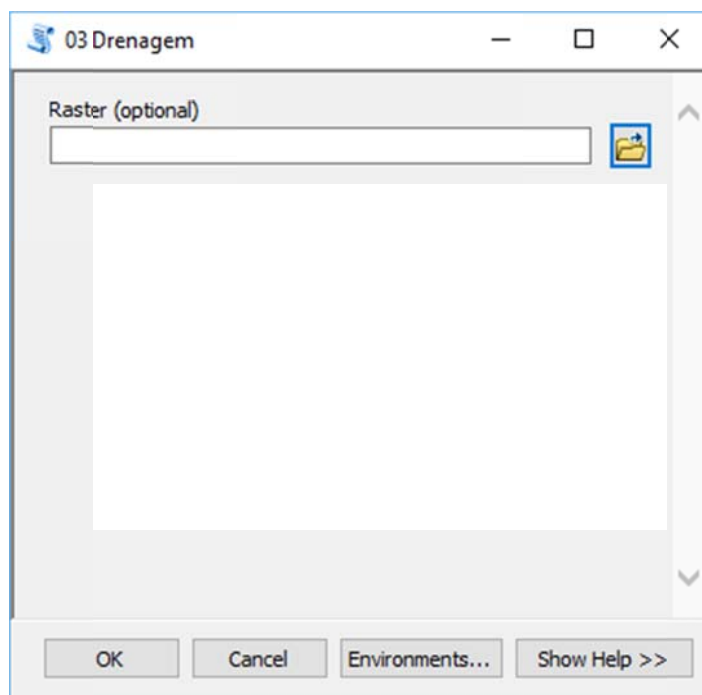 03 Drenagem
Raster (optional)
OK
Cancel
Environments...
Show Help >>